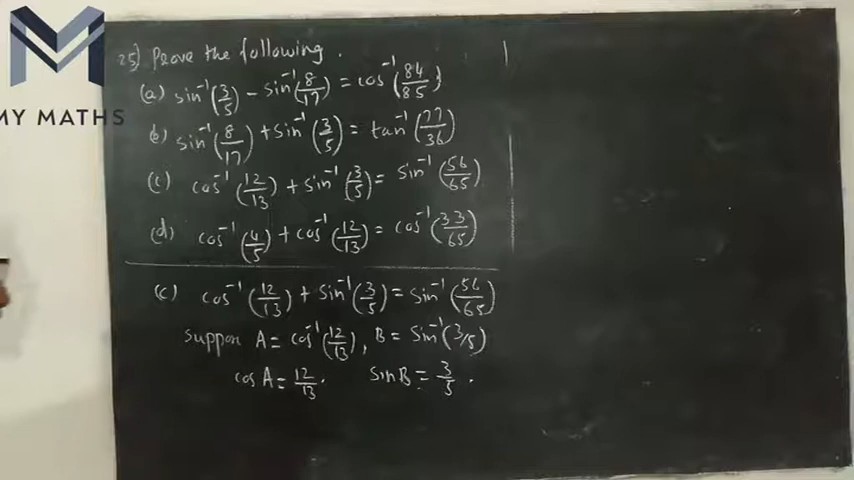 MY MATHS
25) Prove the following.
(a) sin⁻¹(3/5) - sin⁻¹(8/17) = cos⁻¹(84/85)
(b) sin⁻¹(8/17) + sin⁻¹(3/5) = tan⁻¹(77/36)
(c) cos⁻¹(12/13) + sin⁻¹(3/5) = sin⁻¹(56/65)
(d) cos⁻¹(4/5) + cos⁻¹(12/13) = cos⁻¹(33/65)
(c) cos⁻¹(12/13) + sin⁻¹(3/5) = sin⁻¹(56/65)
suppose A = cos⁻¹(12/13), B = sin⁻¹(3/5)
cos A = 12/13. sin B = 3/5.